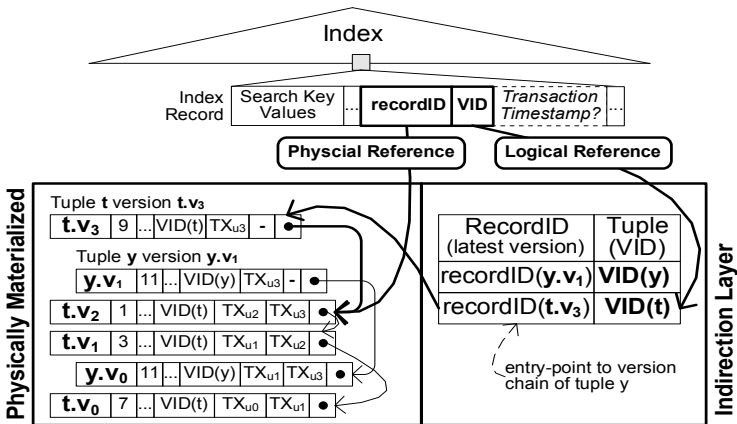 Index
Index Record
Search Key Values
...
recordID
VID
Transaction Timestamp?
...
Physcial Reference
Logical Reference
Physically Materialized
Tuple t version t.v3
t.v3 9 ... VID(t) TXu3 -
Tuple y version y.v1
y.v1 11 ... VID(y) TXu3 -
t.v2 1 ... VID(t) TXu2 TXu3
t.v1 3 ... VID(t) TXu1 TXu2
y.v0 11 ... VID(y) TXu1 TXu3
t.v0 7 ... VID(t) TXu0 TXu1
RecordID (latest version)
Tuple (VID)
recordID(y.v1) VID(y)
recordID(t.v3) VID(t)
entry-point to version
chain of tuple y
Indirection Layer